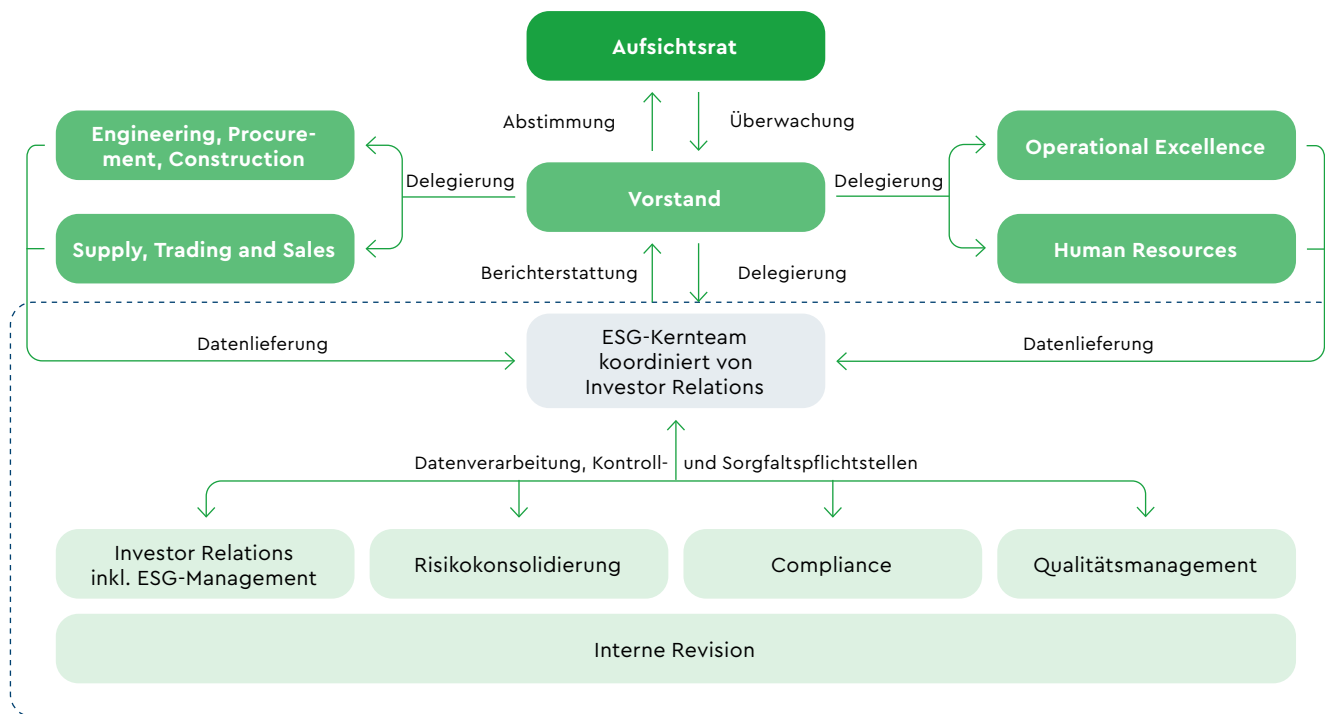 Aufsichtsrat
Abstimmung
Überwachung
Engineering, Procure-
ment, Construction
Operational Excellence
Delegierung
Vorstand
Delegierung
Supply, Trading and Sales
Human Resources
Berichterstattung
Delegierung
Datenlieferung
ESG-Kernteam
koordiniert von
Investor Relations
Datenlieferung
Datenverarbeitung, Kontroll- und Sorgfaltspflichtstellen
Investor Relations
inkl. ESG-Management
Risikokonsolidierung
Compliance
Qualitätsmanagement
Interne Revision